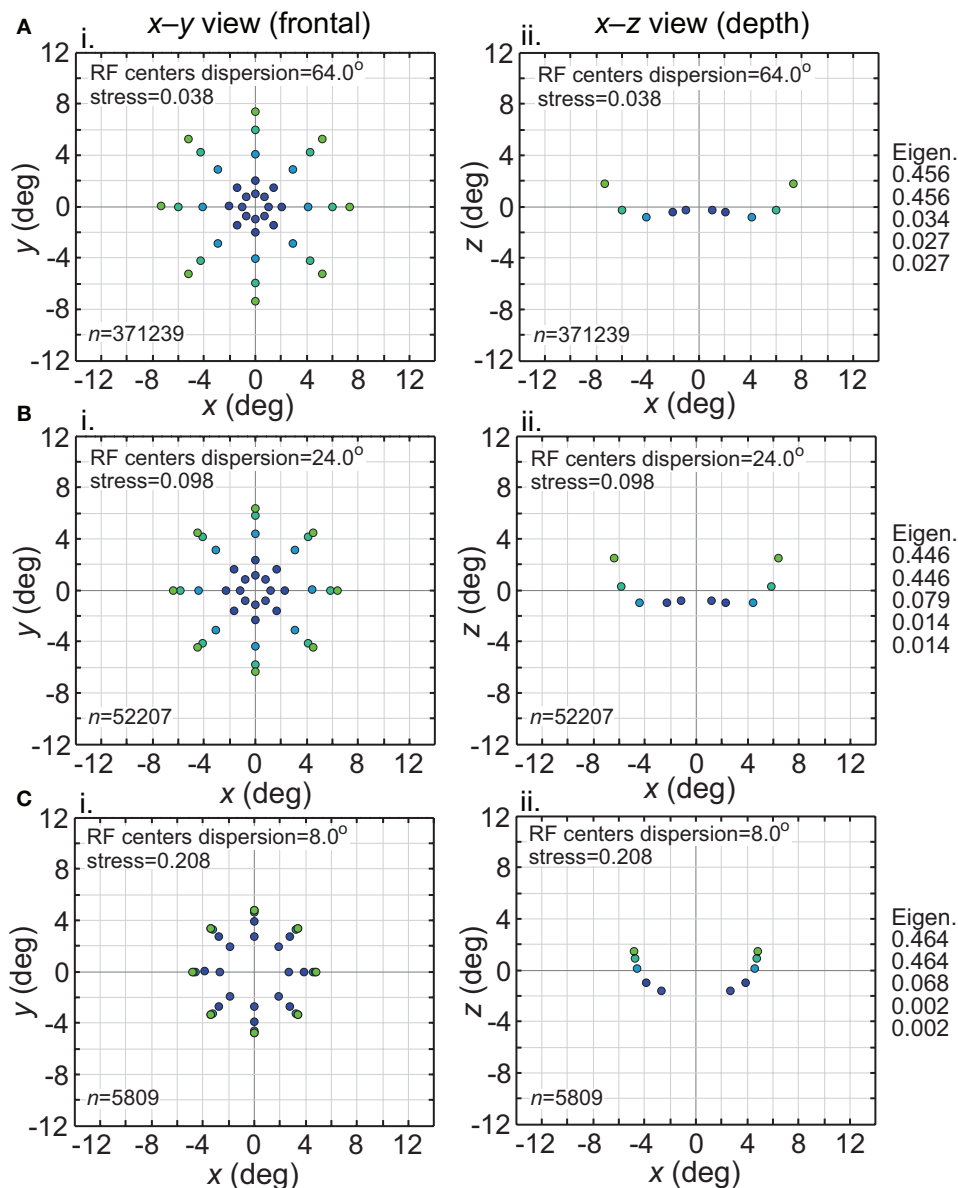 x–y view (frontal)
x–z view (depth)
A
i.
RF centers dispersion=64.0o
stress=0.038
n=371239
12
8
4
0
-4
-8
-12
y (deg)
-12 -8 -4 0 4 8 12
x (deg)
ii.
RF centers dispersion=64.0o
stress=0.038
n=371239
12
8
4
0
-4
-8
-12
z (deg)
-12 -8 -4 0 4 8 12
x (deg)
Eigen.
0.456
0.456
0.034
0.027
0.027
B
i.
RF centers dispersion=24.0o
stress=0.098
n=52207
12
8
4
0
-4
-8
-12
y (deg)
-12 -8 -4 0 4 8 12
x (deg)
ii.
RF centers dispersion=24.0o
stress=0.098
n=52207
12
8
4
0
-4
-8
-12
z (deg)
-12 -8 -4 0 4 8 12
x (deg)
Eigen.
0.446
0.446
0.079
0.014
0.014
C
i.
RF centers dispersion=8.0o
stress=0.208
n=5809
12
8
4
0
-4
-8
-12
y (deg)
-12 -8 -4 0 4 8 12
x (deg)
ii.
RF centers dispersion=8.0o
stress=0.208
n=5809
12
8
4
0
-4
-8
-12
z (deg)
-12 -8 -4 0 4 8 12
x (deg)
Eigen.
0.464
0.464
0.068
0.002
0.002